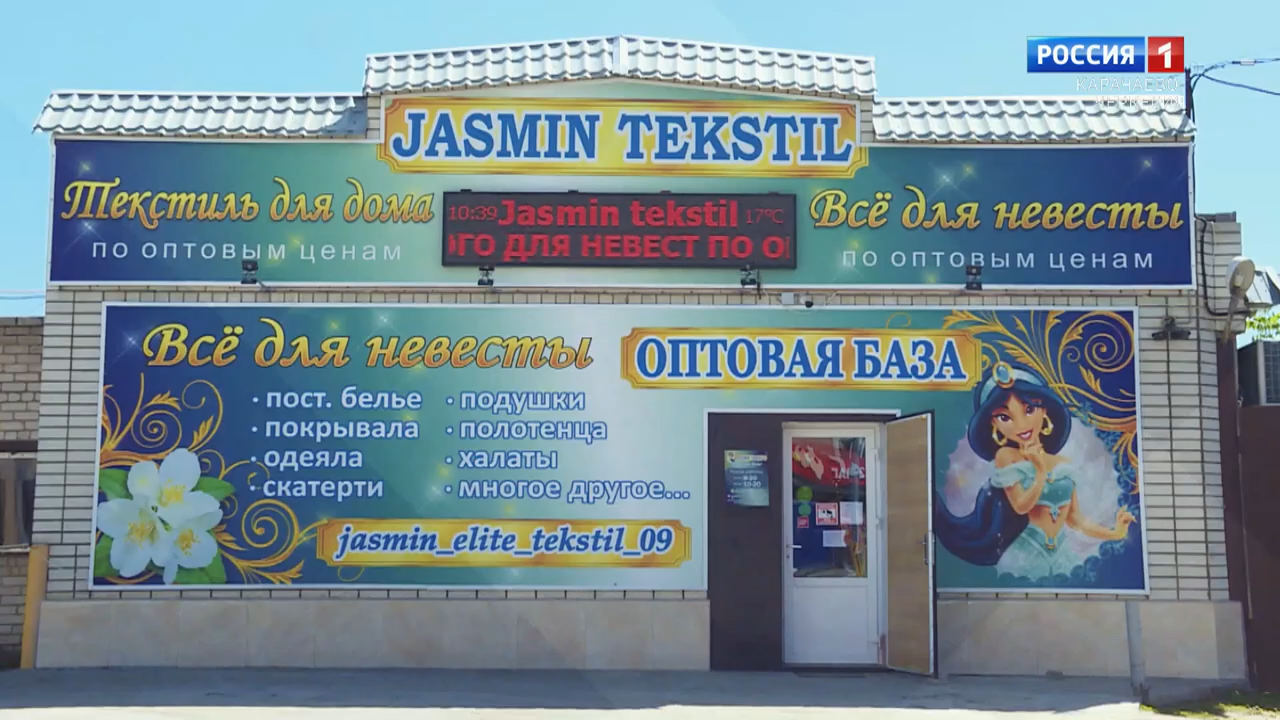 РОССИЯ 1
КАРАЧАЕВО-
JASMIN TEKSTIL
Текстиль для дома
по оптовым ценам
10:39 Jasmin tekstil 17°C
ГО ДЛЯ НЕВЕСТ ПО О
Всё для невесты
по оптовым ценам
Всё для невесты
ОПТОВАЯ БАЗА
· пост. белье
· покрывала
· одеяла
· скатерти
· подушки
· полотенца
· халаты
· многое другое...
jasmin_elite_tekstil_09